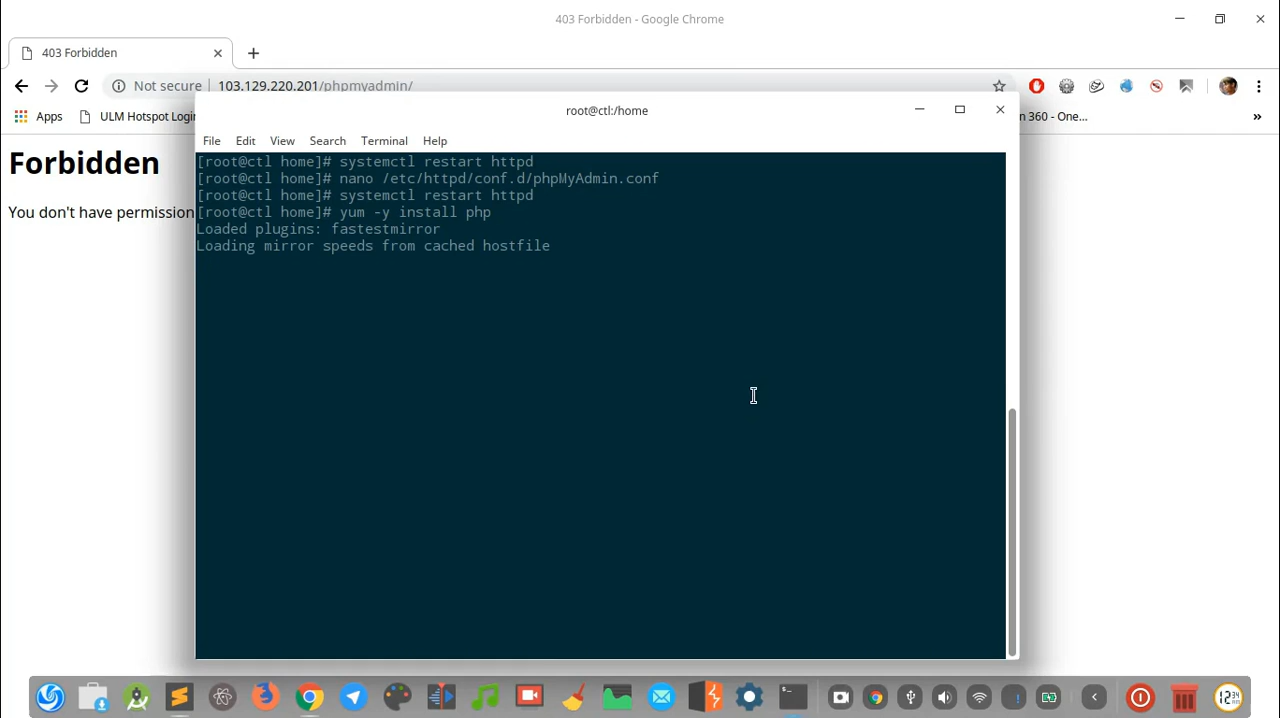 403 Forbidden - Google Chrome
403 Forbidden
Not secure | 103.129.220.201/phpmyadmin/
Apps ULM Hotspot Login n 360 - One... »
root@ctl:/home
File Edit View Search Terminal Help
Forbidden
You don't have permission
[root@ctl home]# systemctl restart httpd
[root@ctl home]# nano /etc/httpd/conf.d/phpMyAdmin.conf
[root@ctl home]# systemctl restart httpd
[root@ctl home]# yum -y install php
Loaded plugins: fastestmirror
Loading mirror speeds from cached hostfile